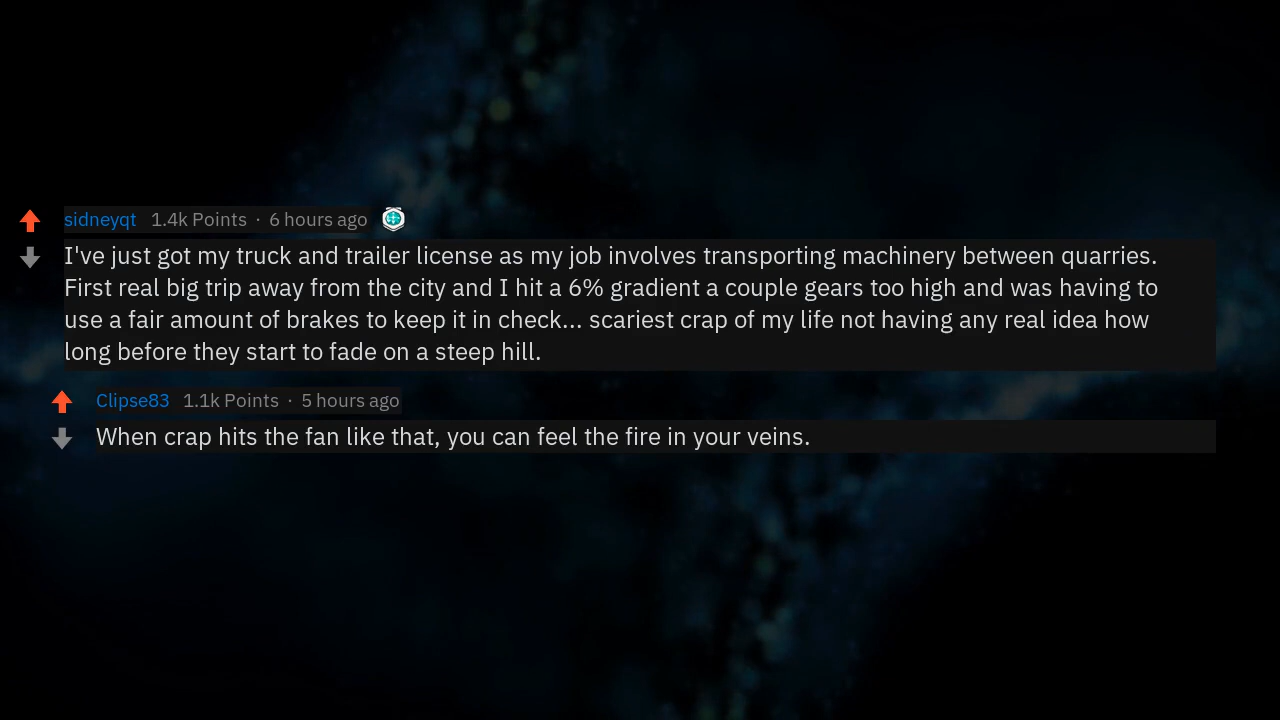 sidneyqt 1.4k Points · 6 hours ago
I've just got my truck and trailer license as my job involves transporting machinery between quarries.
First real big trip away from the city and I hit a 6% gradient a couple gears too high and was having to
use a fair amount of brakes to keep it in check... scariest crap of my life not having any real idea how
long before they start to fade on a steep hill.
Clipse83 1.1k Points · 5 hours ago
When crap hits the fan like that, you can feel the fire in your veins.